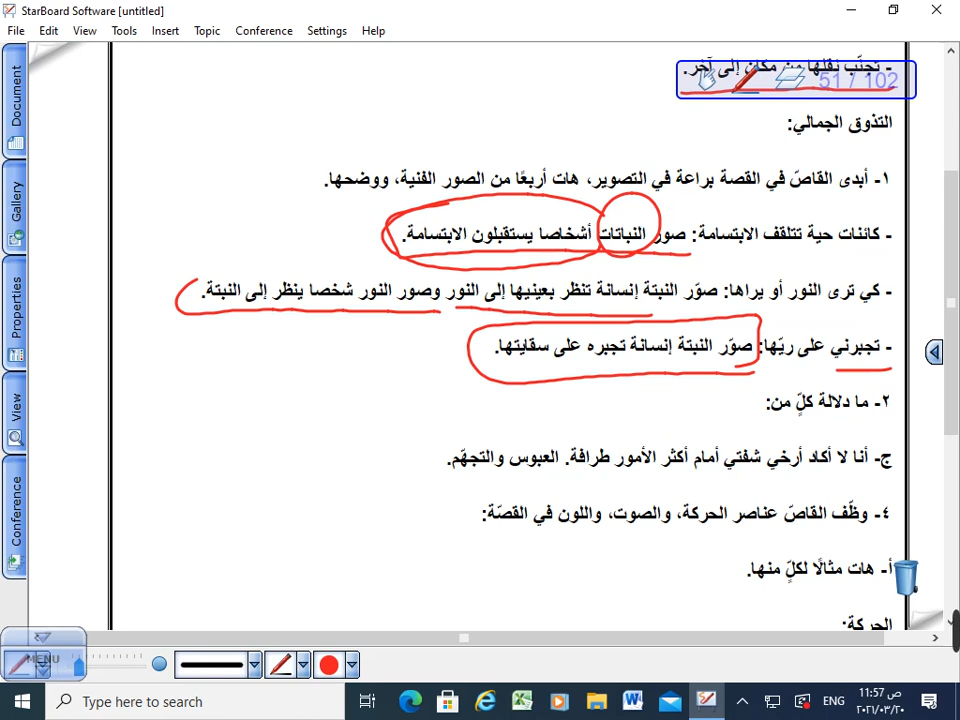 StarBoard Software [untitled]
File Edit View Tools Insert Topic Conference Settings Help
Document
Gallery
Properties
View
Conference
- تجنّب نقلها من مكان إلى آخر.
51 / 102
التذوق الجمالي:
١- أبدى القاصّ في القصة براعة في التصوير، هات أربعًا من الصور الفنية، ووضحها.
- كائنات حية تتلقف الابتسامة: صور النباتات أشخاصا يستقبلون الابتسامة.
- كي ترى النور أو يراها: صوّر النبتة إنسانة تنظر بعينيها إلى النور وصور النور شخصا ينظر إلى النبتة.
- تجبرني على ريّها: صوّر النبتة إنسانة تجبره على سقايتها.
٢- ما دلالة كلٍّ من:
ج- أنا لا أكاد أرخي شفتي أمام أكثر الأمور طرافة. العبوس والتجهّم.
٤- وظّف القاصّ عناصر الحركة، والصوت، واللون في القصّة:
أ- هات مثالًا لكلٍّ منها.
الحركة:
MENU
Type here to search
ENG
11:57 ص
٢٠٢١/٠٣/٢٠